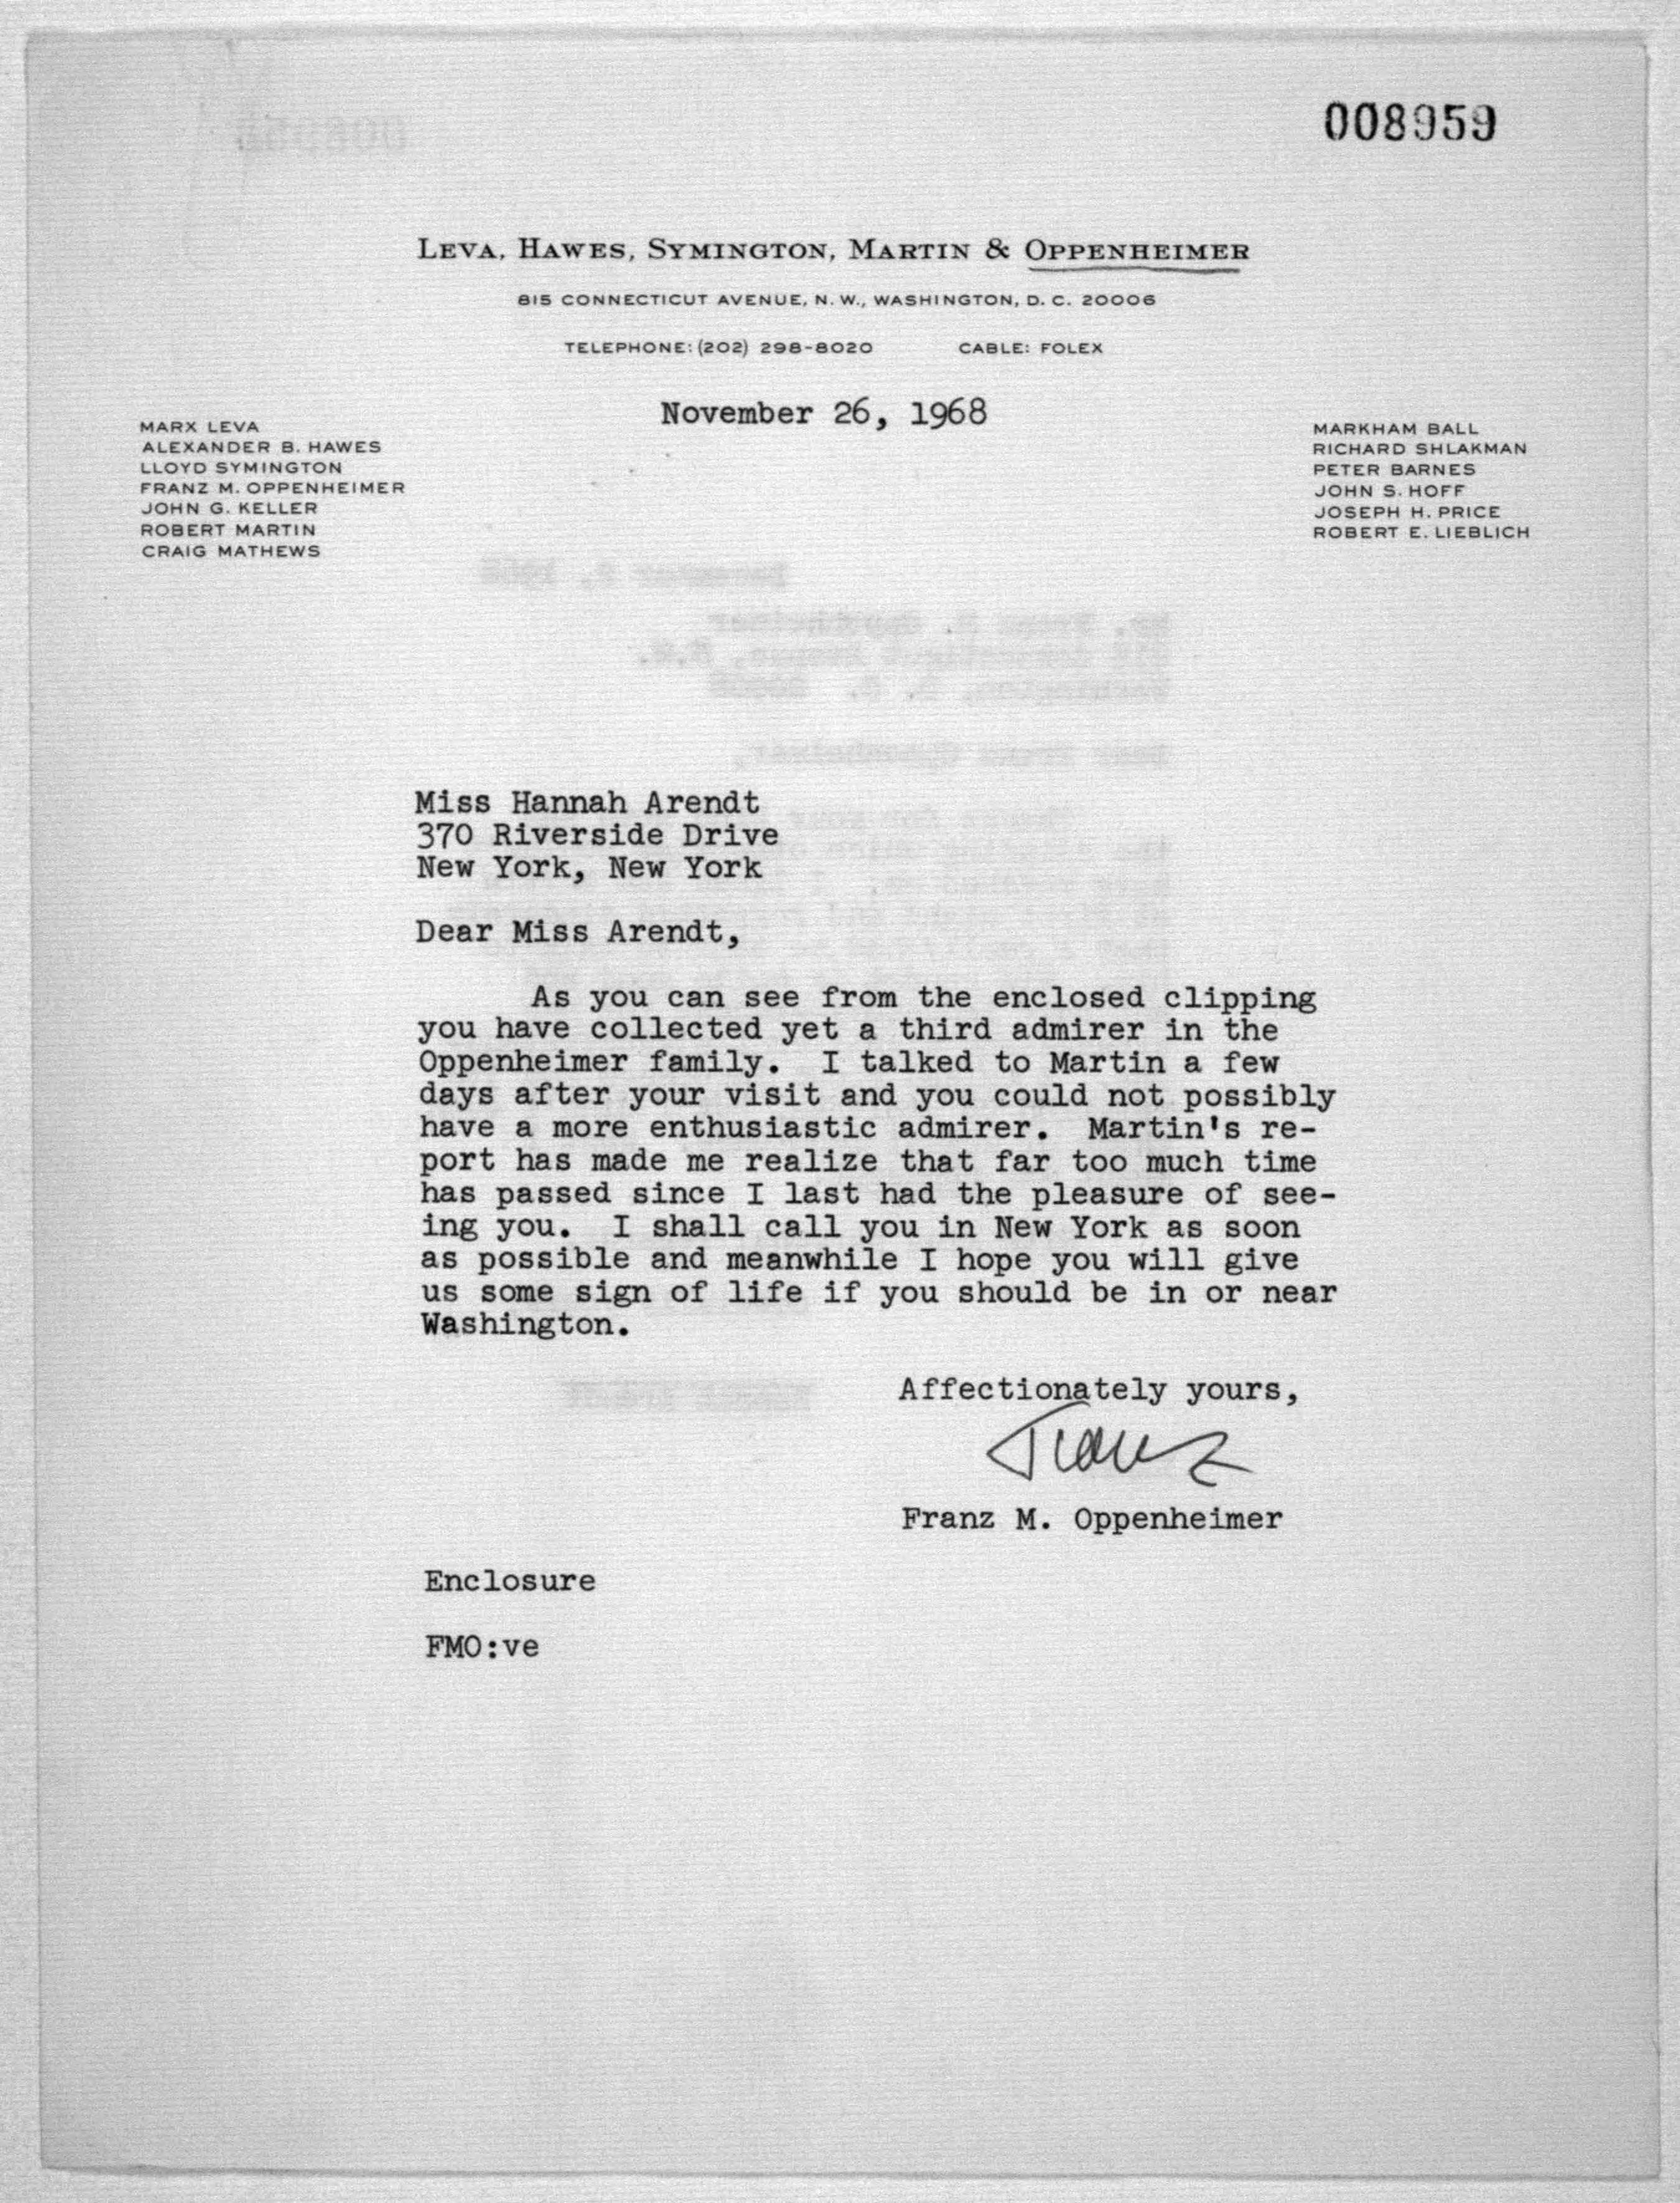 008959
LEVA, HAWES, SYMINGTON, MARTIN & OPPENHEIMER
815 CONNECTICUT AVENUE, N. W., WASHINGTON, D. C. 20006
TELEPHONE: (202) 298-8020 CABLE: FOLEX
November 26, 1968
MARX LEVA
ALEXANDER B. HAWES
LLOYD SYMINGTON
FRANZ M. OPPENHEIMER
JOHN G. KELLER
ROBERT MARTIN
CRAIG MATHEWS
MARKHAM BALL
RICHARD SHLAKMAN
PETER BARNES
JOHN S. HOFF
JOSEPH H. PRICE
ROBERT E. LIEBLICH
Miss Hannah Arendt
370 Riverside Drive
New York, New York
Dear Miss Arendt,
As you can see from the enclosed clipping
you have collected yet a third admirer in the
Oppenheimer family. I talked to Martin a few
days after your visit and you could not possibly
have a more enthusiastic admirer. Martin's re-
port has made me realize that far too much time
has passed since I last had the pleasure of see-
ing you. I shall call you in New York as soon
as possible and meanwhile I hope you will give
us some sign of life if you should be in or near
Washington.
Affectionately yours,
Franz
Franz M. Oppenheimer
Enclosure
FMO:ve